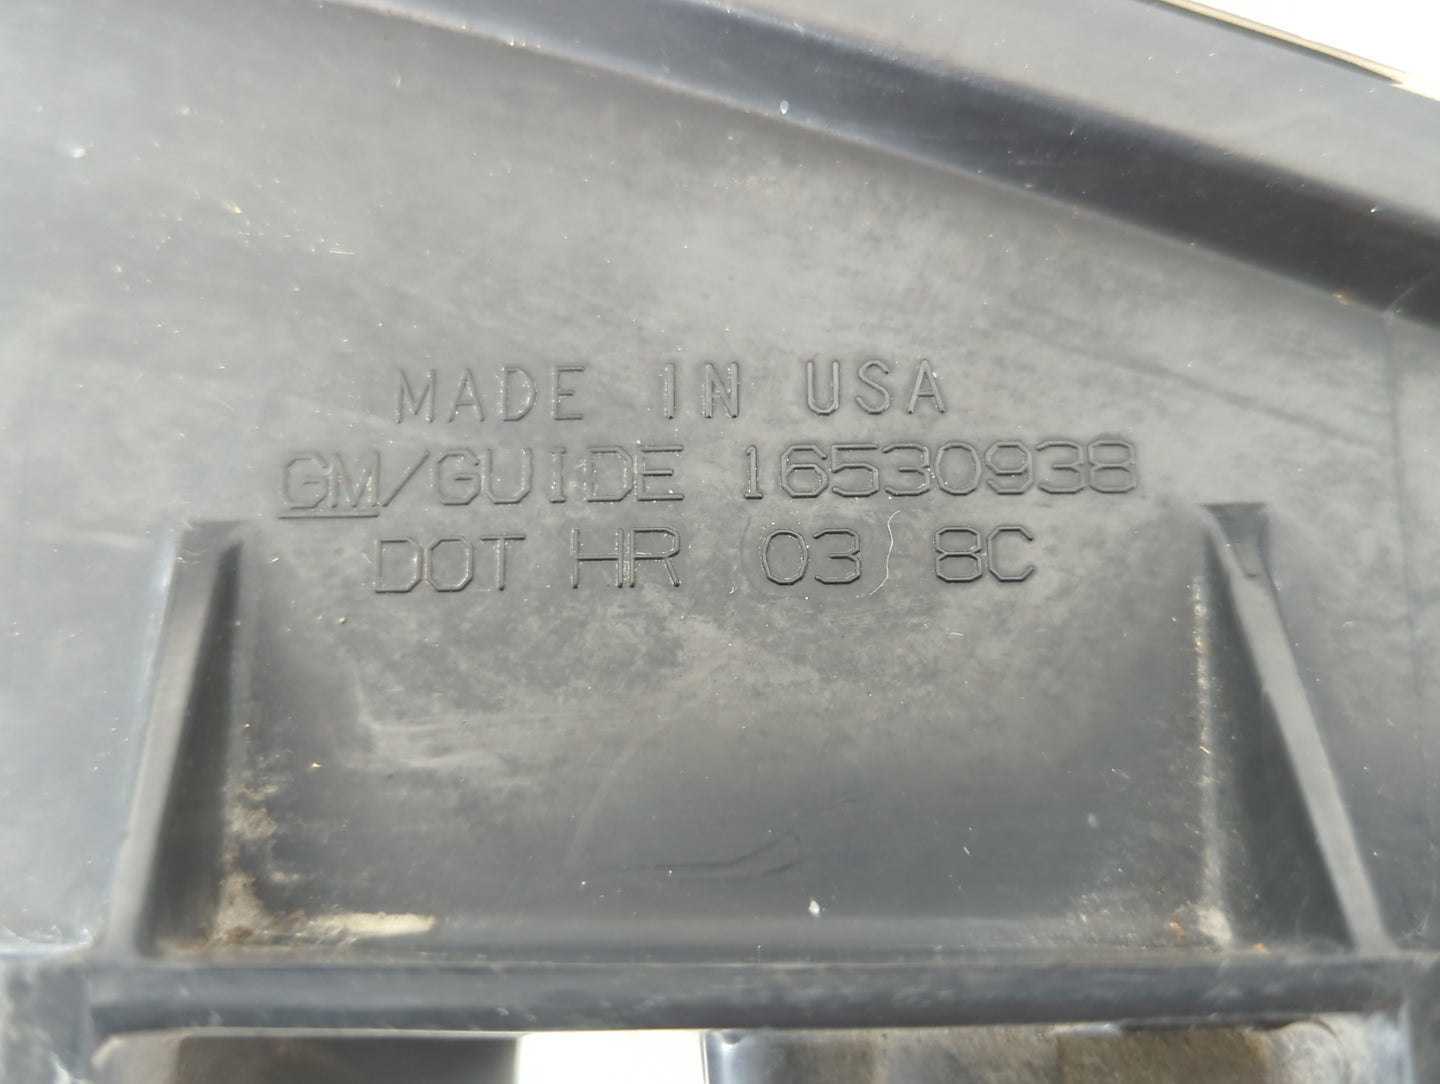 MADE IN USA
GM/GUIDE 16530938
DOT HR 03 8C